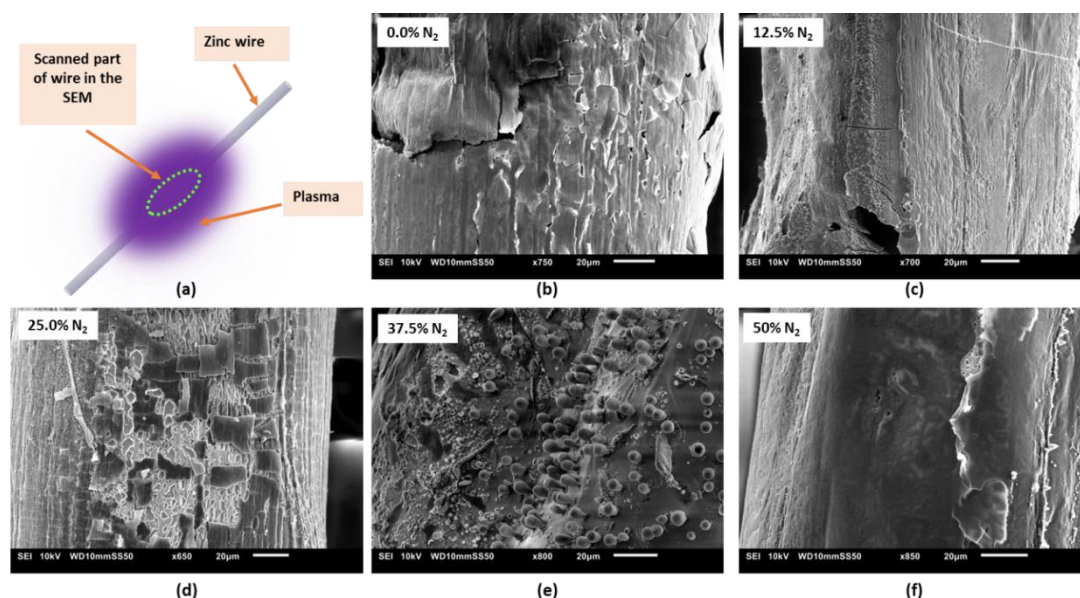 Scanned part
of wire in the
SEM
Zinc wire
Plasma
(a)
0.0% N₂
SEI 10kV WD10mmSS50 x750 20µm
(b)
12.5% N₂
SEI 10kV WD10mmSS50 x700 20µm
(c)
25.0% N₂
SEI 10kV WD10mmSS50 x650 20µm
(d)
37.5% N₂
SEI 10kV WD10mmSS50 x800 20µm
(e)
50% N₂
SEI 10kV WD10mmSS50 x850 20µm
(f)